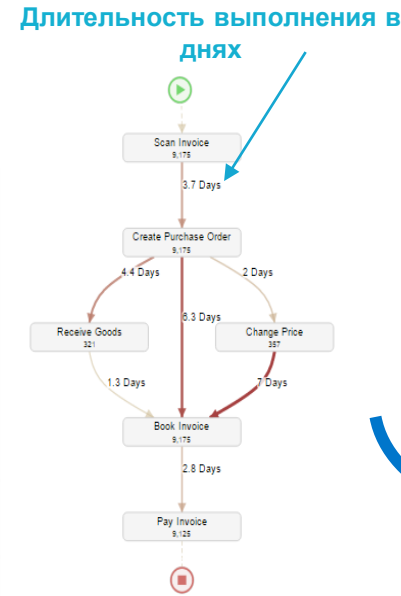 Длительность выполнения в
днях
Scan Invoice
9,175
3.7 Days
Create Purchase Order
9,175
4.4 Days
2 Days
6.3 Days
Receive Goods
321
Change Price
357
1.3 Days
7 Days
Book Invoice
9,175
2.8 Days
Pay Invoice
9,125